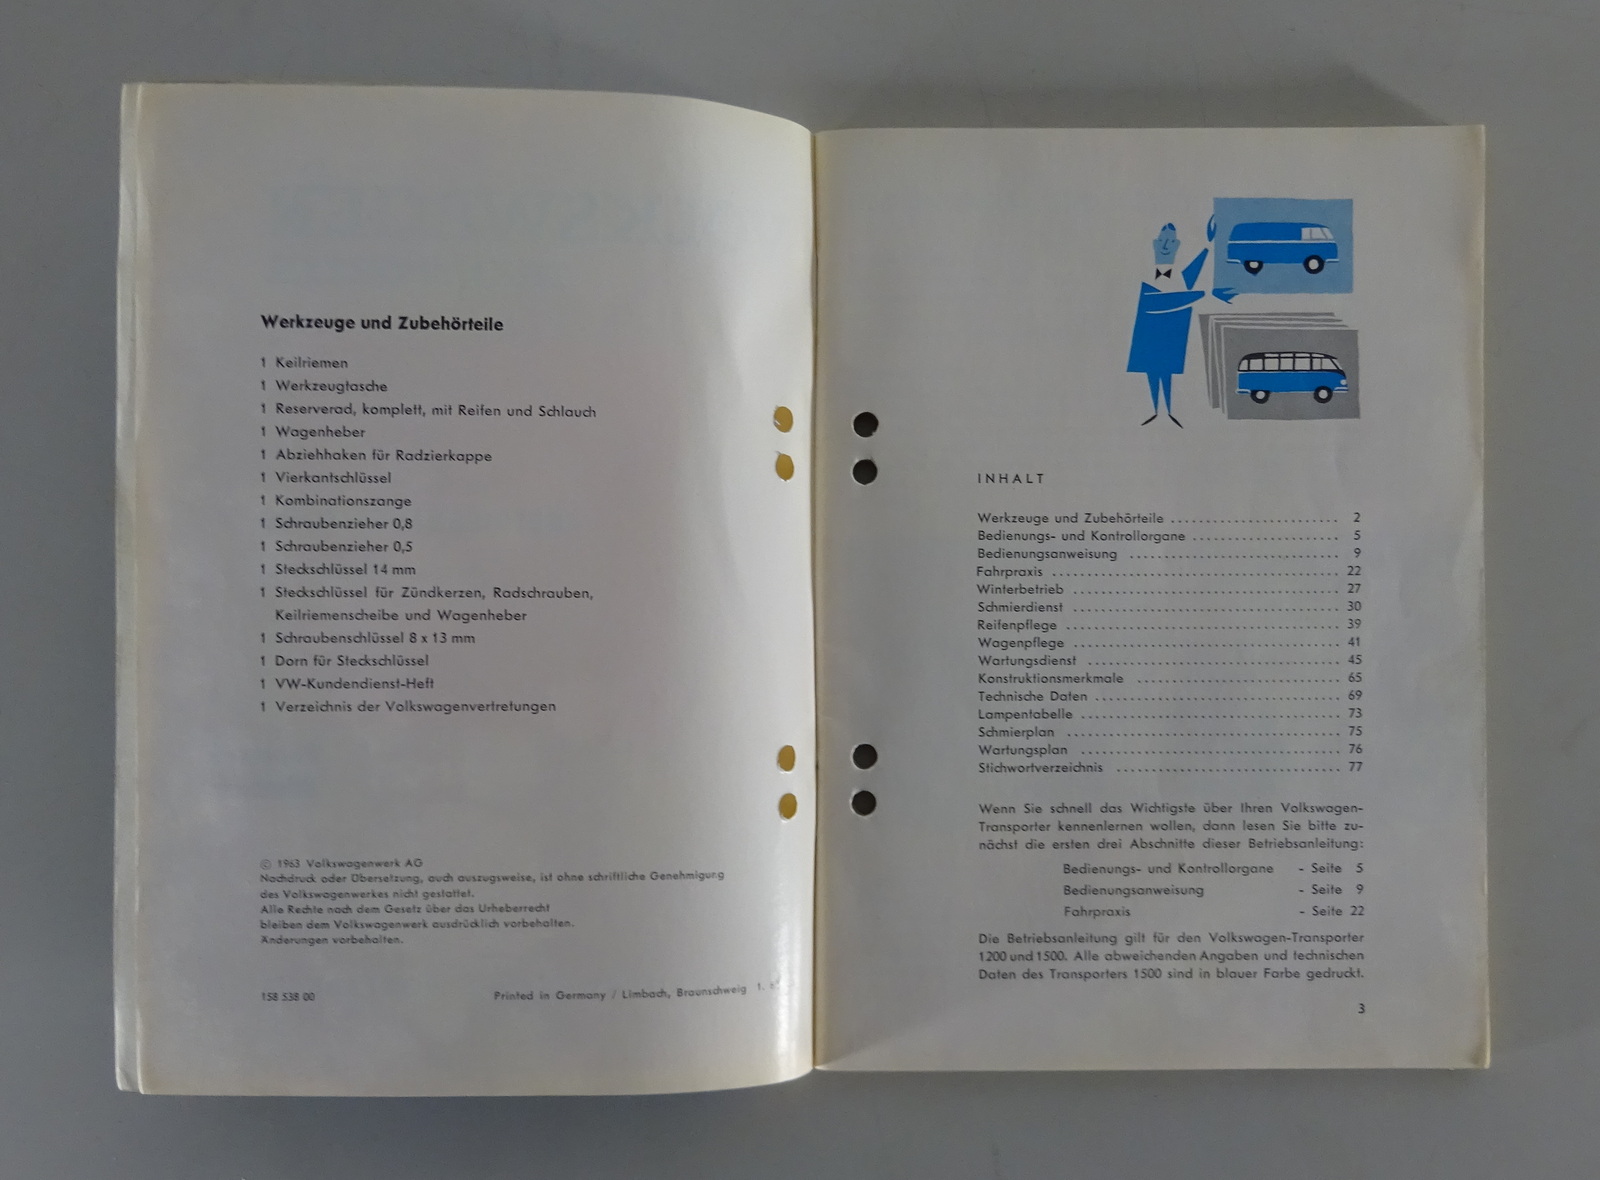 Werkzeuge und Zubehörteile
1 Keilriemen
1 Werkzeugtasche
1 Reserverad, komplett, mit Reifen und Schlauch
1 Wagenheber
1 Abziehhaken für Radzierkappe
1 Vierkantschlüssel
1 Kombinationszange
1 Schraubenzieher 0,8
1 Schraubenzieher 0,5
1 Steckschlüssel 14 mm
1 Steckschlüssel für Zündkerzen, Radschrauben,
Keilriemenscheibe und Wagenheber
1 Schraubenschlüssel 8 x 13 mm
1 Dorn für Steckschlüssel
1 VW-Kundendienst-Heft
1 Verzeichnis der Volkswagenvertretungen
© 1963 Volkswagenwerk AG
Nachdruck oder Übersetzung, auch auszugsweise, ist ohne schriftliche Genehmigung
des Volkswagenwerkes nicht gestattet.
Alle Rechte nach dem Gesetz über das Urheberrecht
bleiben dem Volkswagenwerk ausdrücklich vorbehalten.
Änderungen vorbehalten.
158 538 00 Printed in Germany / Limbach, Braunschweig 1.
INHALT
Werkzeuge und Zubehörteile ........................ 2
Bedienungs- und Kontrollorgane ..................... 5
Bedienungsanweisung .............................. 9
Fahrpraxis ......................................... 22
Winterbetrieb ...................................... 27
Schmierdienst ...................................... 30
Reifenpflege ....................................... 39
Wagenpflege ...................................... 41
Wartungsdienst .................................... 45
Konstruktionsmerkmale ............................. 65
Technische Daten ................................... 69
Lampentabelle ..................................... 73
Schmierplan ....................................... 75
Wartungsplan ..................................... 76
Stichwortverzeichnis ................................ 77
Wenn Sie schnell das Wichtigste über Ihren Volkswagen-
Transporter kennenlernen wollen, dann lesen Sie bitte zu-
nächst die ersten drei Abschnitte dieser Betriebsanleitung:
Bedienungs- und Kontrollorgane - Seite 5
Bedienungsanweisung - Seite 9
Fahrpraxis - Seite 22
Die Betriebsanleitung gilt für den Volkswagen-Transporter
1200 und 1500. Alle abweichenden Angaben und technischen
Daten des Transporters 1500 sind in blauer Farbe gedruckt.
3